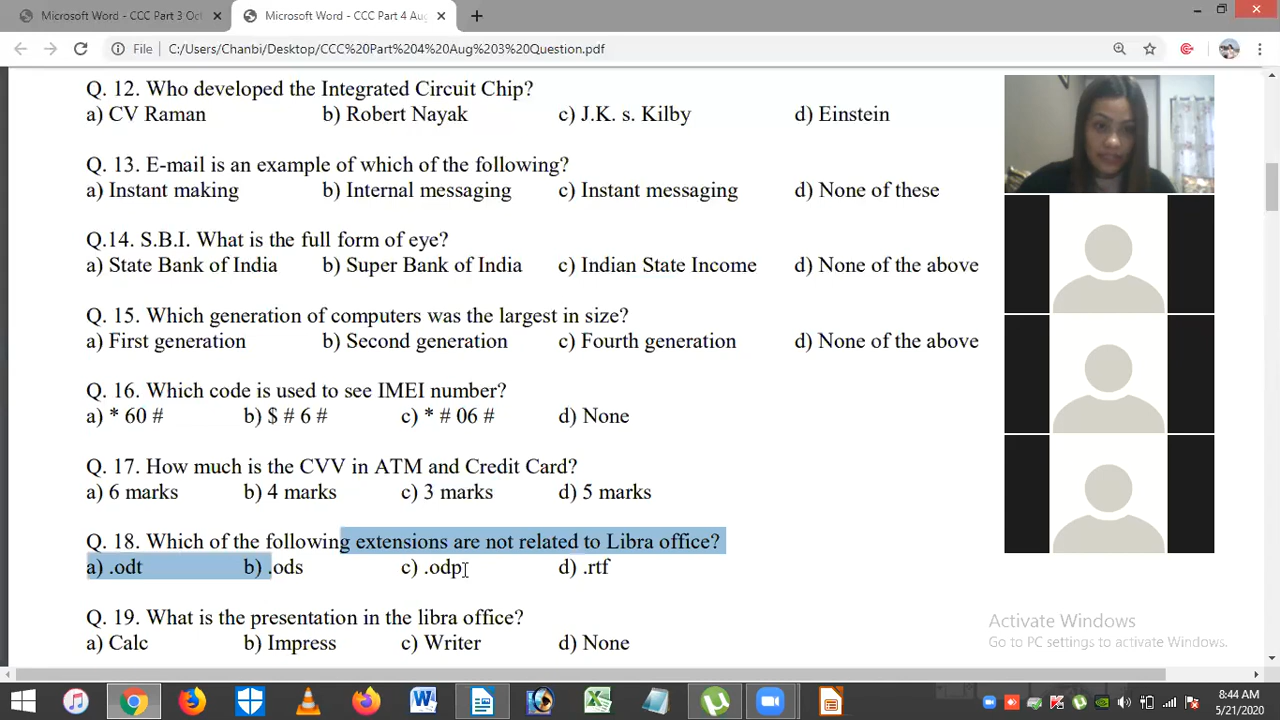 Microsoft Word - CCC Part 3 Oct
Microsoft Word - CCC Part 4 Aug
File
C:/Users/Chanbi/Desktop/CCC%20Part%204%20Aug%203%20Question.pdf
Q. 12. Who developed the Integrated Circuit Chip?
a) CV Raman b) Robert Nayak c) J.K. s. Kilby d) Einstein
Q. 13. E-mail is an example of which of the following?
a) Instant making b) Internal messaging c) Instant messaging d) None of these
Q.14. S.B.I. What is the full form of eye?
a) State Bank of India b) Super Bank of India c) Indian State Income d) None of the above
Q. 15. Which generation of computers was the largest in size?
a) First generation b) Second generation c) Fourth generation d) None of the above
Q. 16. Which code is used to see IMEI number?
a) * 60 # b) $ # 6 # c) * # 06 # d) None
Q. 17. How much is the CVV in ATM and Credit Card?
a) 6 marks b) 4 marks c) 3 marks d) 5 marks
Q. 18. Which of the following extensions are not related to Libra office?
a) .odt b) .ods c) .odp d) .rtf
Q. 19. What is the presentation in the libra office?
a) Calc b) Impress c) Writer d) None
Activate Windows
Go to PC settings to activate Windows.
8:44 AM
5/21/2020